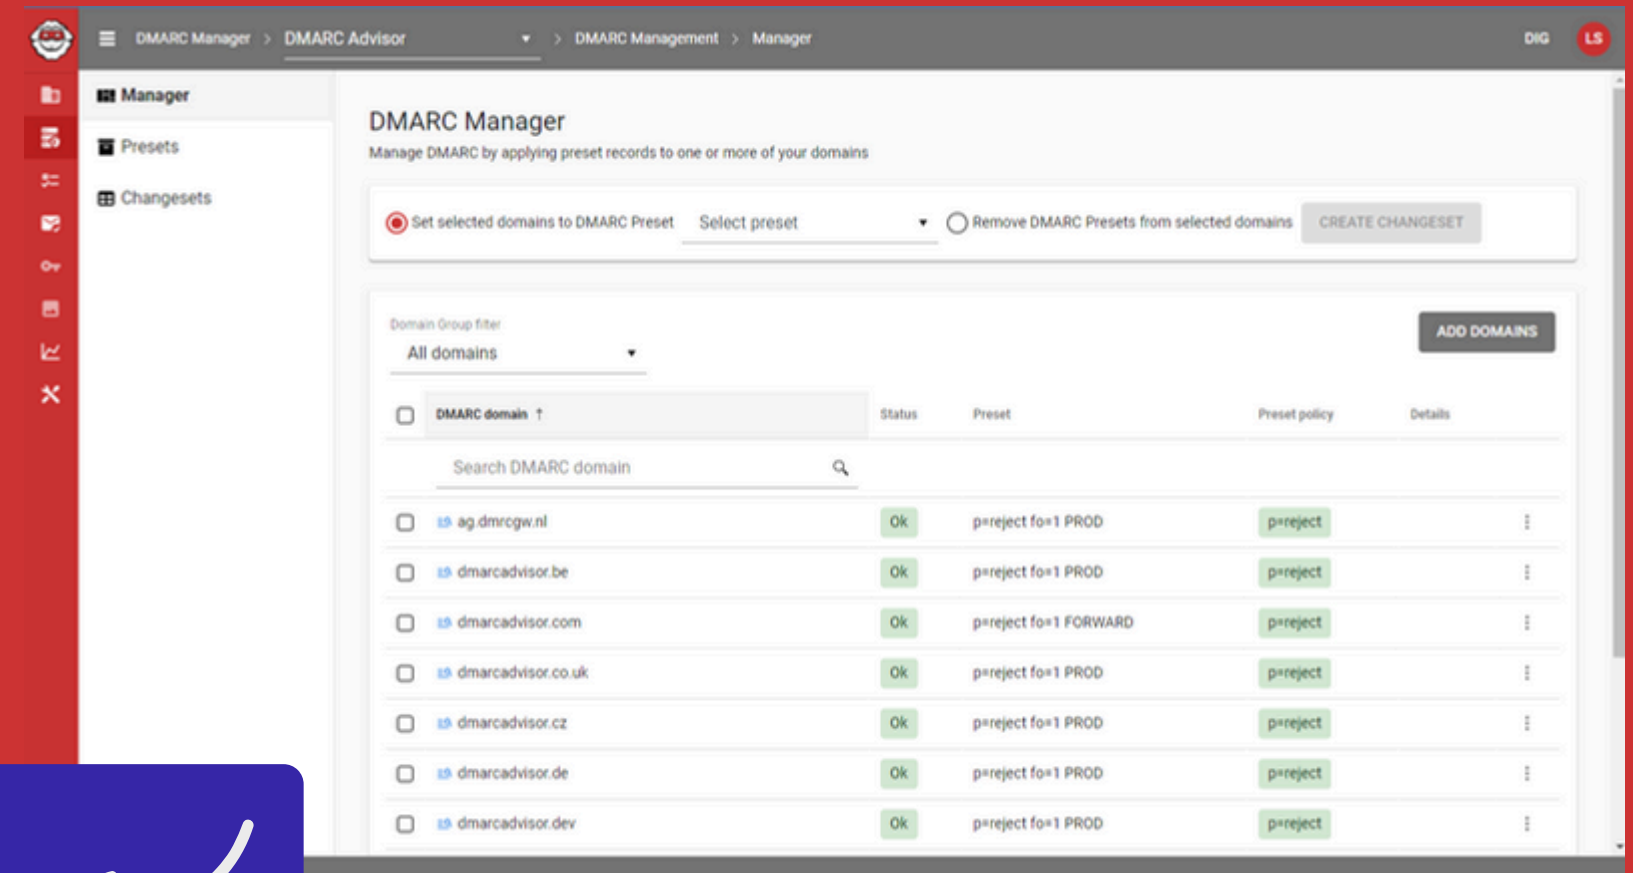 DMARC Manager > DMARC Advisor > DMARC Management > Manager DIG LS
Manager
Presets
Changesets
DMARC Manager
Manage DMARC by applying preset records to one or more of your domains
Set selected domains to DMARC Preset Select preset Remove DMARC Presets from selected domains CREATE CHANGESET
Domain Group filter
All domains
ADD DOMAINS
DMARC domain ↑ Status Preset Preset policy Details
Search DMARC domain
ag.dmrcgw.nl Ok p=reject fo=1 PROD p=reject
dmarcadvisor.be Ok p=reject fo=1 PROD p=reject
dmarcadvisor.com Ok p=reject fo=1 FORWARD p=reject
dmarcadvisor.co.uk Ok p=reject fo=1 PROD p=reject
dmarcadvisor.cz Ok p=reject fo=1 PROD p=reject
dmarcadvisor.de Ok p=reject fo=1 PROD p=reject
dmarcadvisor.dev Ok p=reject fo=1 PROD p=reject